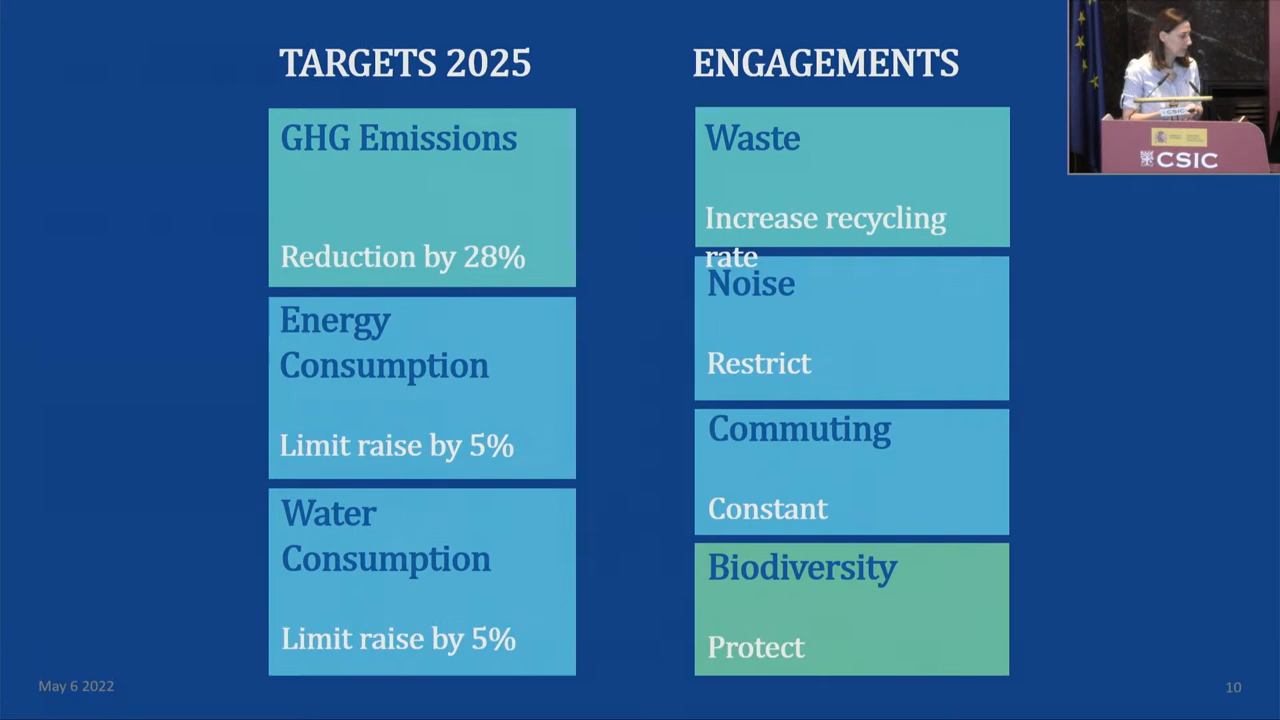 TARGETS 2025
GHG Emissions
Reduction by 28%
Energy
Consumption
Limit raise by 5%
Water
Consumption
Limit raise by 5%
ENGAGEMENTS
Waste
Increase recycling
rate
Noise
Restrict
Commuting
Constant
Biodiversity
Protect
CSIC
CSIC
May 6 2022
10